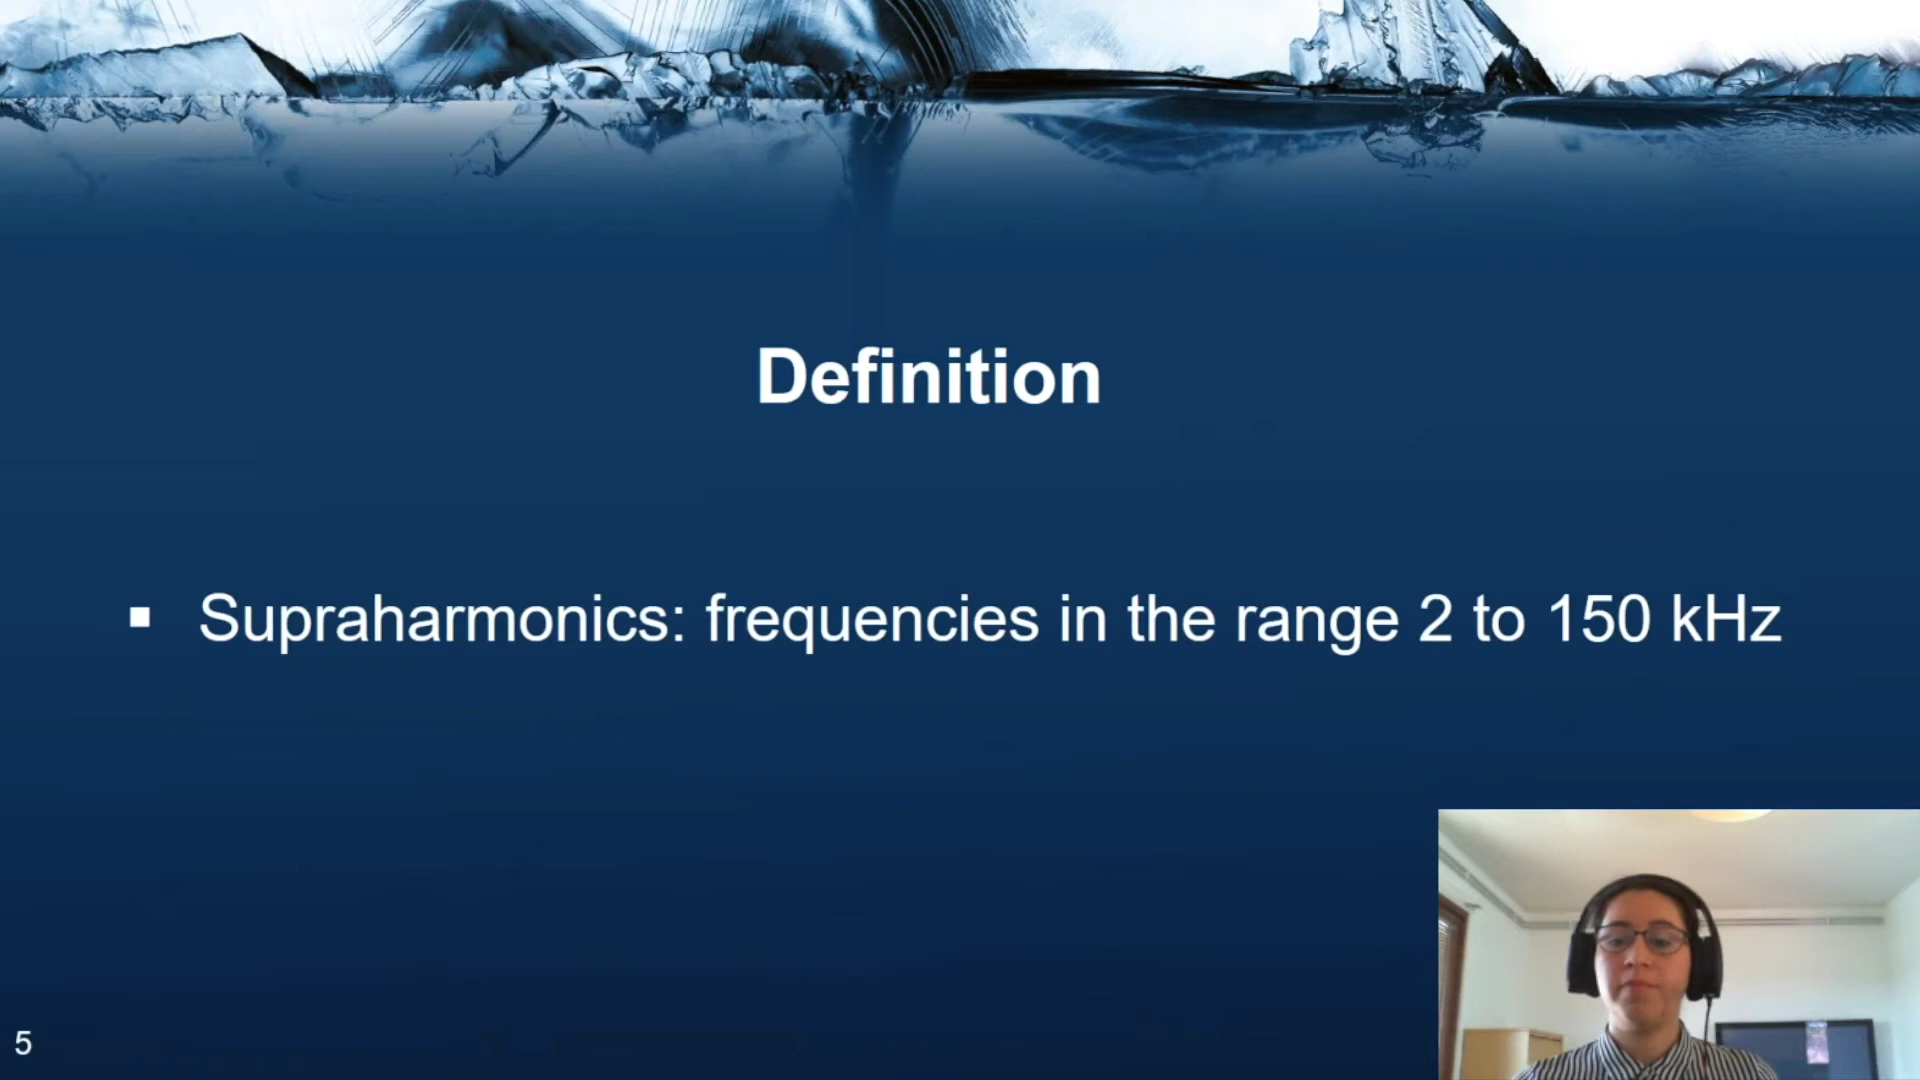 Definition
▪ Supraharmonics: frequencies in the range 2 to 150 kHz
5